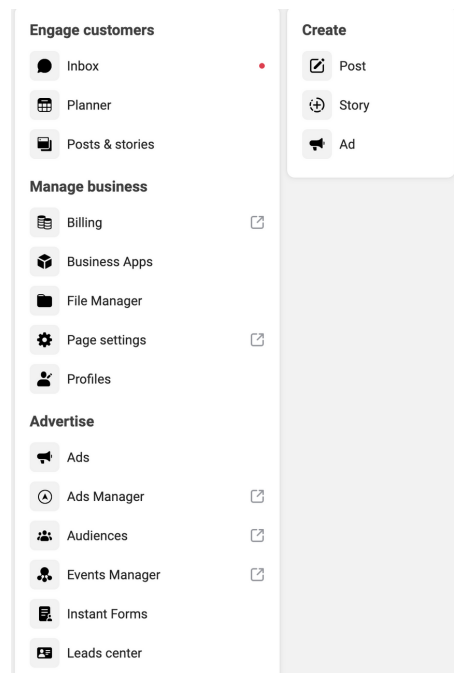 Engage customers
Inbox
Planner
Posts & stories
Manage business
Billing
Business Apps
File Manager
Page settings
Profiles
Advertise
Ads
Ads Manager
Audiences
Events Manager
Instant Forms
Leads center
Create
Post
Story
Ad